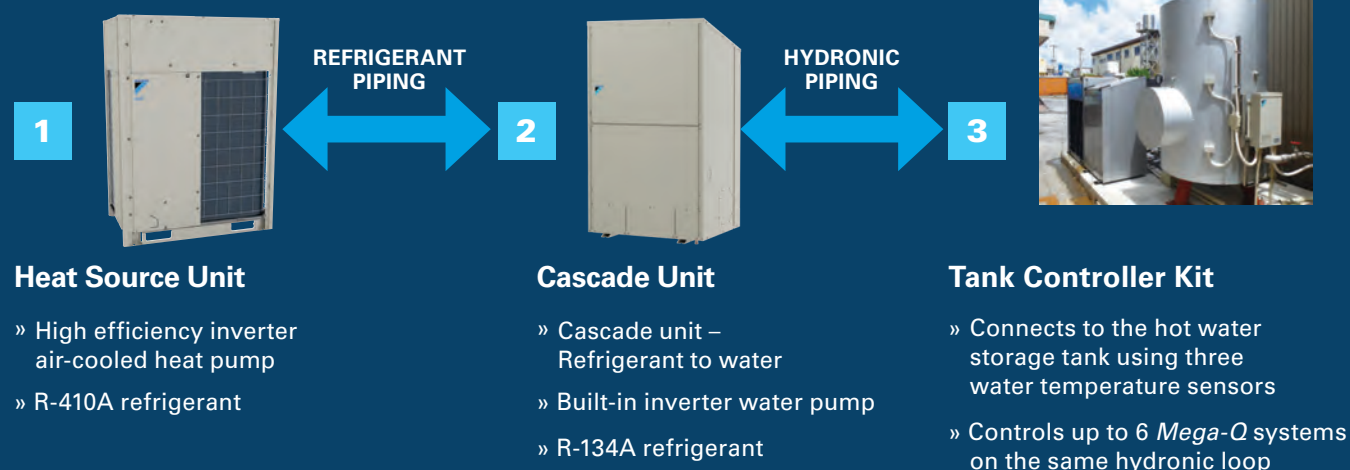 REFRIGERANT
PIPING
HYDRONIC
PIPING
1
2
3
Heat Source Unit
» High efficiency inverter
air-cooled heat pump
» R-410A refrigerant
Cascade Unit
» Cascade unit –
Refrigerant to water
» Built-in inverter water pump
» R-134A refrigerant
Tank Controller Kit
» Connects to the hot water
storage tank using three
water temperature sensors
» Controls up to 6 Mega-Q systems
on the same hydronic loop